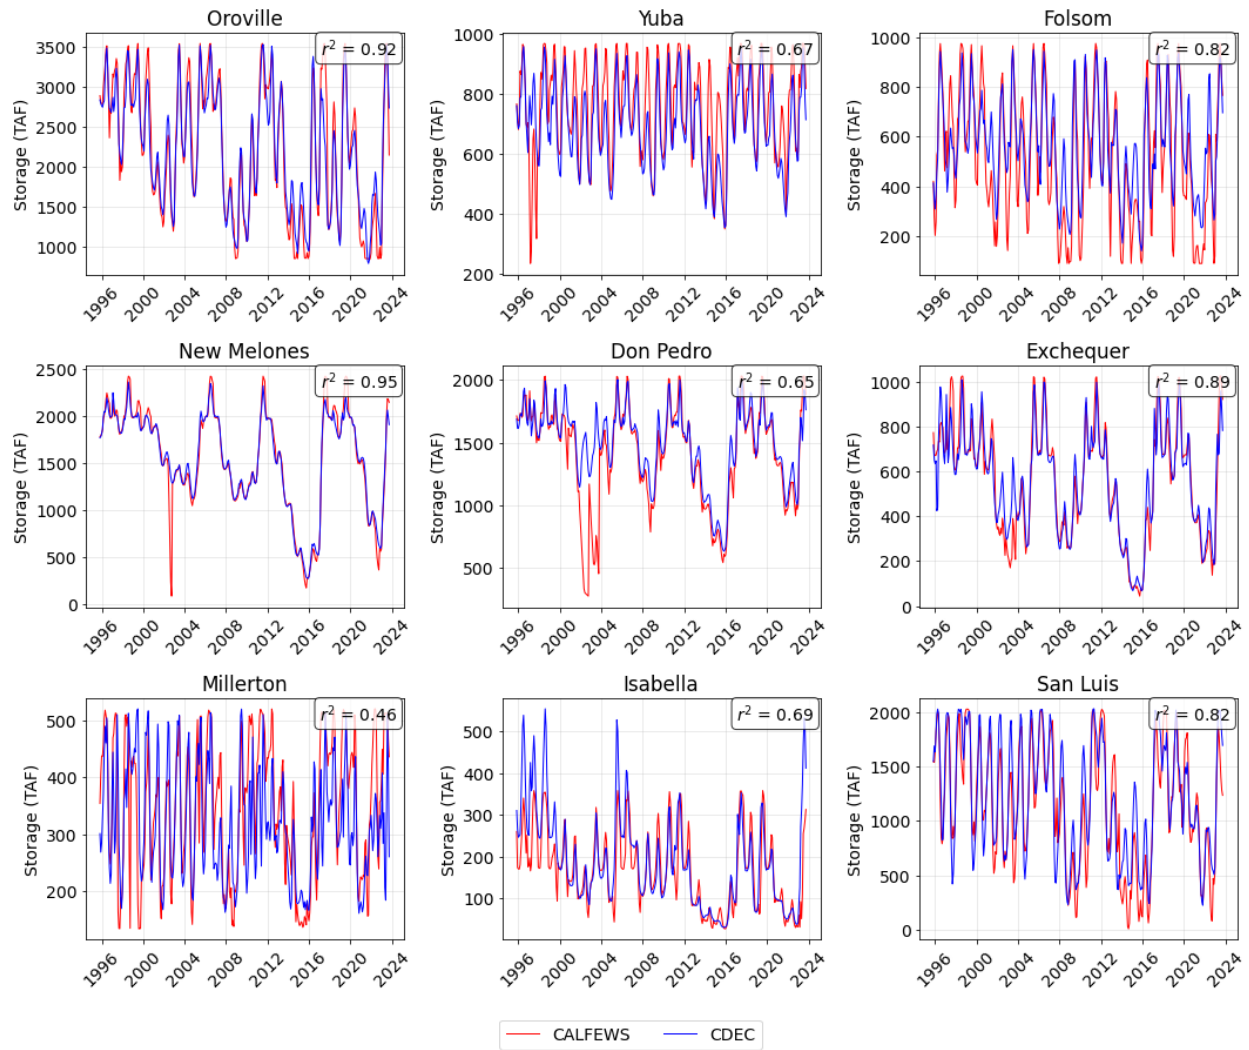 Oroville
Yuba
Folsom
r² = 0.92
r² = 0.67
r² = 0.82
Storage (TAF)
3500
3000
2500
2000
1500
1000
Storage (TAF)
1000
800
600
400
200
Storage (TAF)
1000
800
600
400
200
1996 2000 2004 2008 2012 2016 2020 2024
1996 2000 2004 2008 2012 2016 2020 2024
1996 2000 2004 2008 2012 2016 2020 2024
New Melones
Don Pedro
Exchequer
r² = 0.95
r² = 0.65
r² = 0.89
Storage (TAF)
2500
2000
1500
1000
500
0
Storage (TAF)
2000
1500
1000
500
Storage (TAF)
1000
800
600
400
200
0
1996 2000 2004 2008 2012 2016 2020 2024
1996 2000 2004 2008 2012 2016 2020 2024
1996 2000 2004 2008 2012 2016 2020 2024
Millerton
Isabella
San Luis
r² = 0.46
r² = 0.69
r² = 0.82
Storage (TAF)
500
400
300
200
Storage (TAF)
500
400
300
200
100
Storage (TAF)
2000
1500
1000
500
0
1996 2000 2004 2008 2012 2016 2020 2024
1996 2000 2004 2008 2012 2016 2020 2024
1996 2000 2004 2008 2012 2016 2020 2024
CALFEWS CDEC